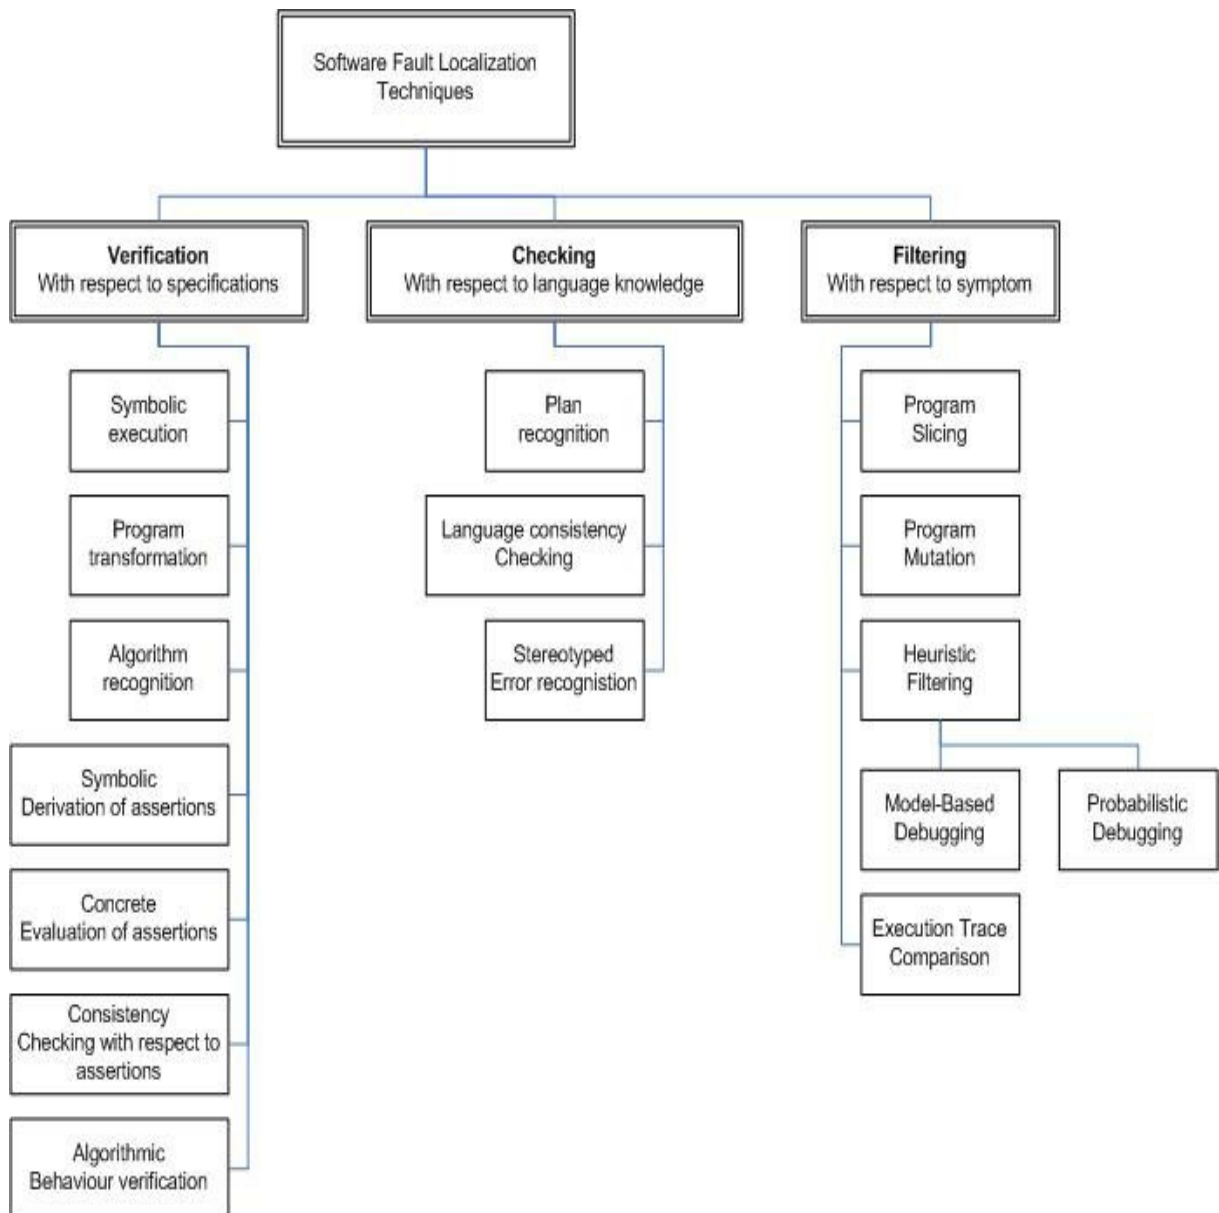 Software Fault Localization
Techniques
Verification
With respect to specifications
Checking
With respect to language knowledge
Filtering
With respect to symptom
Symbolic
execution
Program
transformation
Algorithm
recognition
Symbolic
Derivation of assertions
Concrete
Evaluation of assertions
Consistency
Checking with respect to
assertions
Algorithmic
Behaviour verification
Plan
recognition
Language consistency
Checking
Stereotyped
Error recognistion
Program
Slicing
Program
Mutation
Heuristic
Filtering
Model-Based
Debugging
Probabilistic
Debugging
Execution Trace
Comparison